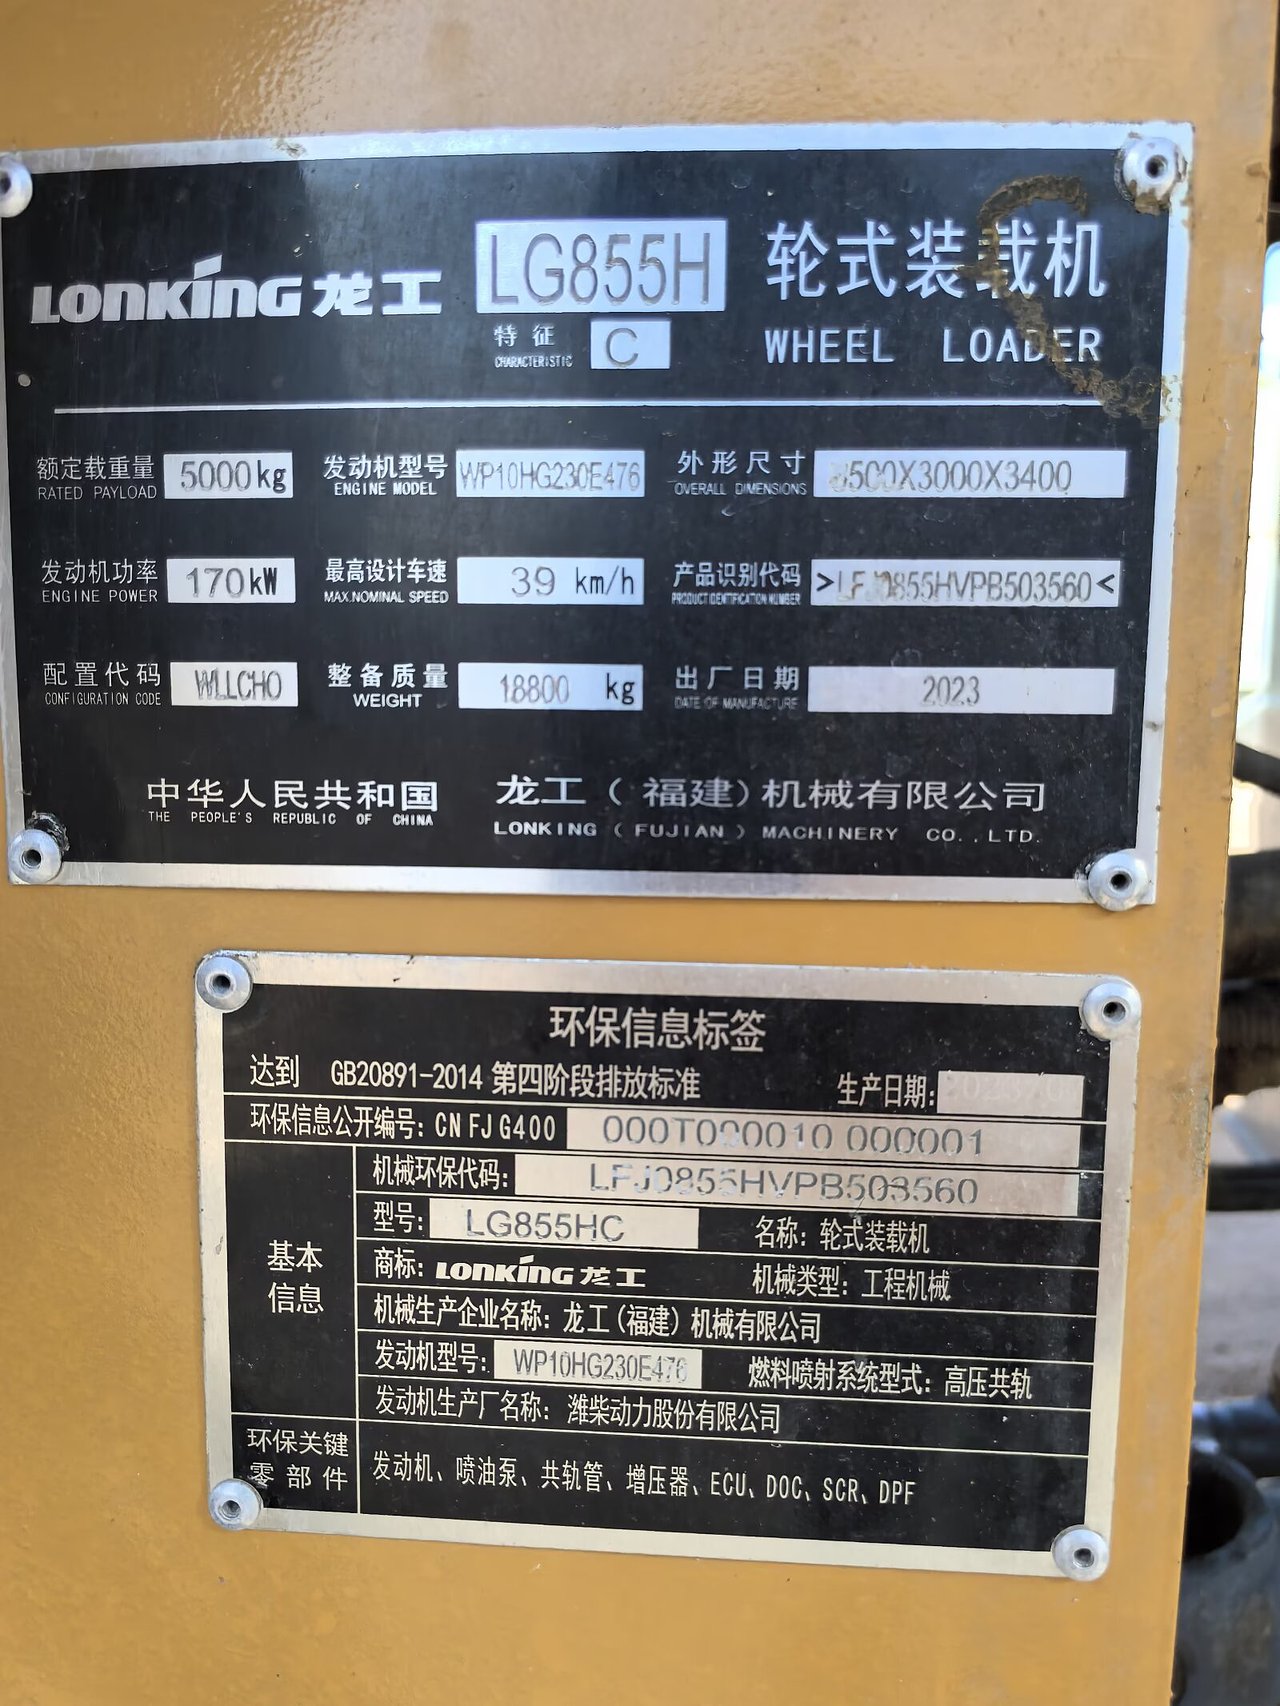 LONKING 龙工 LG855H 轮式装载机
特征 CHARACTERISTIC C WHEEL LOADER
额定载重量 RATED PAYLOAD 5000kg 发动机型号 ENGINE MODEL WP10HG230E476 外形尺寸 OVERALL DIMENSIONS 500X3000X3400
发动机功率 ENGINE POWER 170kW 最高设计车速 MAX.NOMINAL SPEED 39 km/h 产品识别代码 PRODUCT IDENTIFICATION NUMBER >LFJ0855HVPB503560<
配置代码 CONFIGURATION CODE WLLCHO 整备质量 WEIGHT 18800 kg 出厂日期 DATE OF MANUFACTURE 2023
中华人民共和国 龙工（福建）机械有限公司
THE PEOPLE'S REPUBLIC OF CHINA LONKING (FUJIAN) MACHINERY CO.,LTD.
环保信息标签
达到 GB20891-2014 第四阶段排放标准 生产日期:
环保信息公开编号: CN FJ G400 000T000010 000001
基本信息
机械环保代码: LFJ0855HVPB503560
型号: LG855HC 名称: 轮式装载机
商标: LONKING 龙工 机械类型: 工程机械
机械生产企业名称: 龙工（福建）机械有限公司
发动机型号: WP10HG230E476 燃料喷射系统型式: 高压共轨
发动机生产厂名称: 潍柴动力股份有限公司
环保关键零部件 发动机、喷油泵、共轨管、增压器、ECU、DOC、SCR、DPF